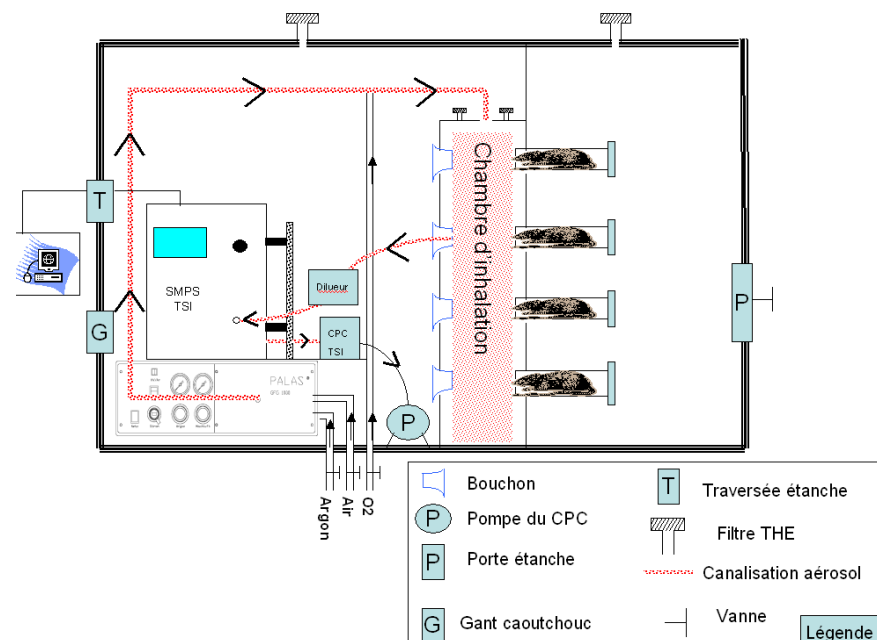 T
SMPS
TSI
Dilueur
CPC
TSI
G
PALAS
P
Chambre d'inhalation
P
Argon
Air
O2
Bouchon
P
Pompe du CPC
P
Porte étanche
G
Gant caoutchouc
T
Traversée étanche
Filtre THE
Canalisation aérosol
Vanne
Légende